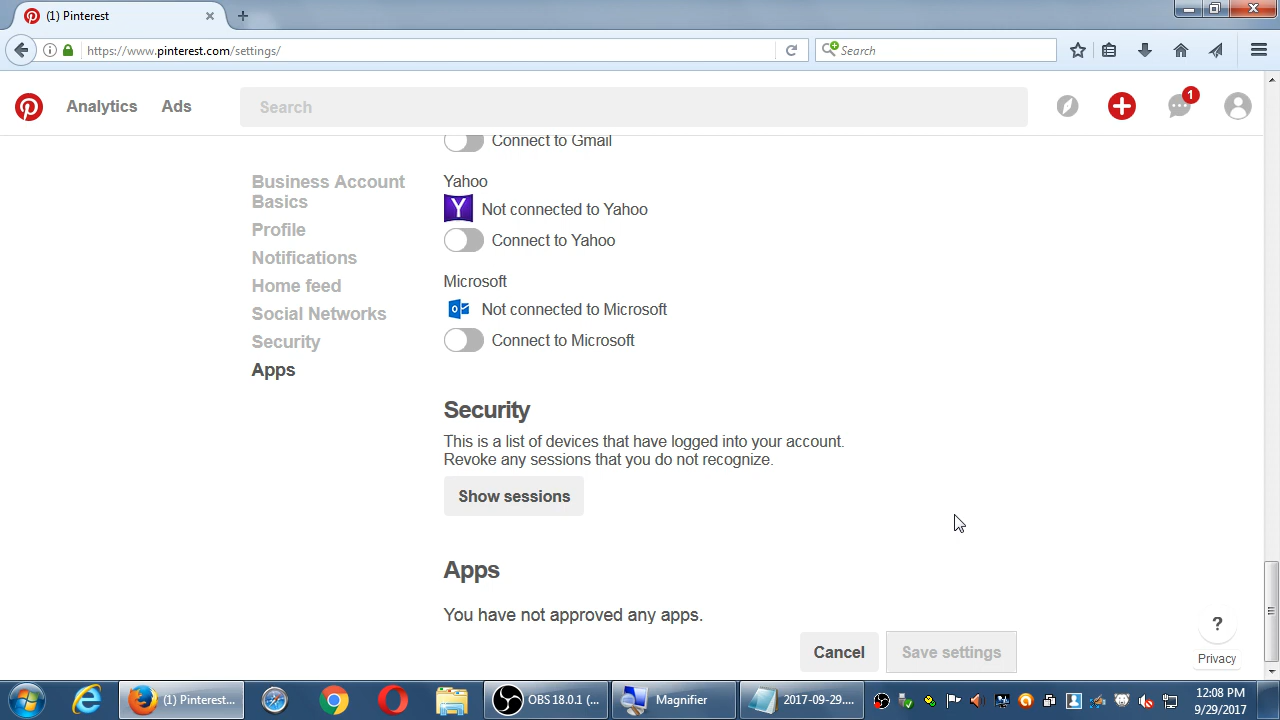 (1) Pinterest
https://www.pinterest.com/settings/
Search
Analytics
Ads
Search
1
Connect to Gmail
Business Account
Basics
Profile
Notifications
Home feed
Social Networks
Security
Apps
Yahoo
Y
Not connected to Yahoo
Connect to Yahoo
Microsoft
Not connected to Microsoft
Connect to Microsoft
Security
This is a list of devices that have logged into your account.
Revoke any sessions that you do not recognize.
Show sessions
Apps
You have not approved any apps.
Cancel
Save settings
?
Privacy
(1) Pinterest...
OBS 18.0.1 (...
Magnifier
2017-09-29....
12:08 PM
9/29/2017